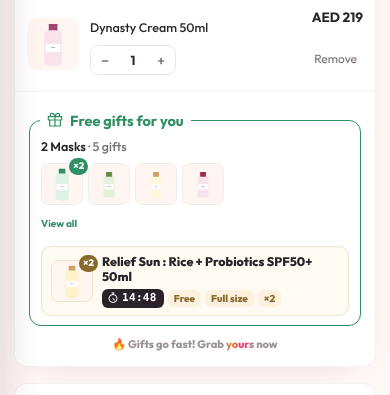 AED 219
Dynasty Cream 50ml
− 1 +
Remove
Free gifts for you
2 Masks · 5 gifts
×2
View all
×2
Relief Sun : Rice + Probiotics SPF50+
50ml
14:48 Free Full size ×2
🔥 Gifts go fast! Grab yours now